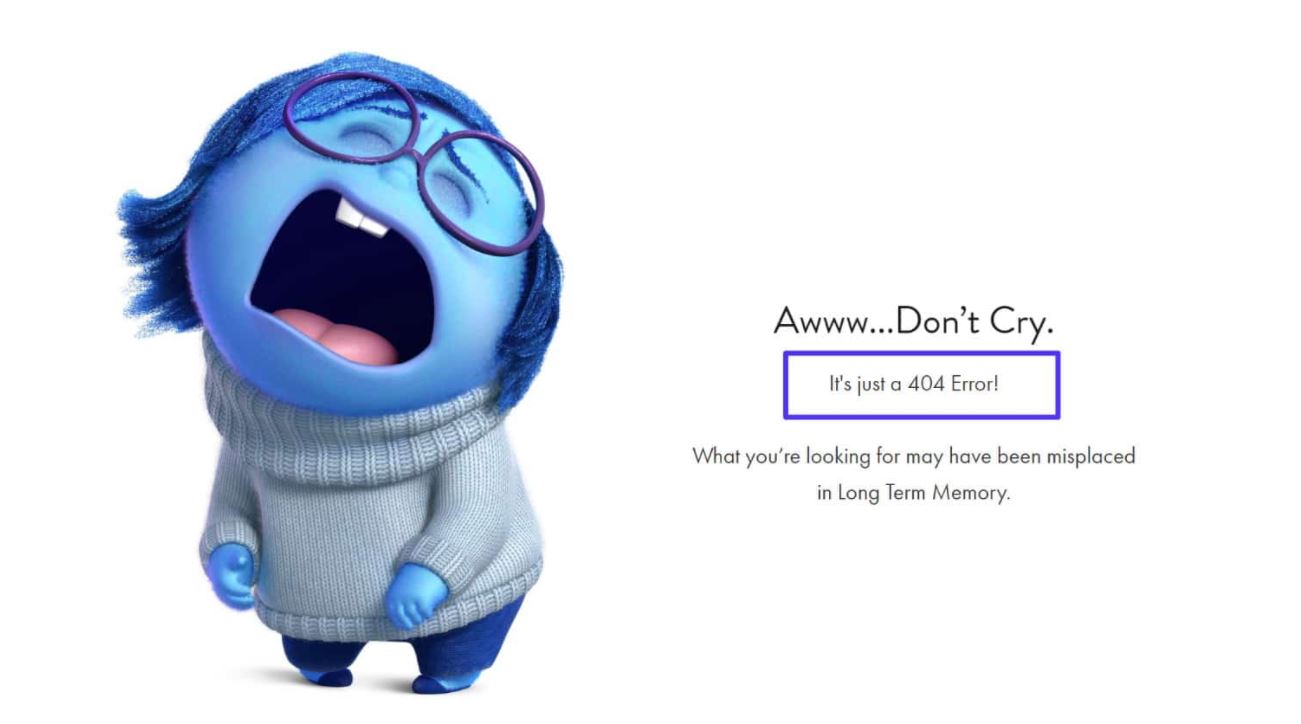 Awww...Don’t Cry.
It's just a 404 Error!
What you’re looking for may have been misplaced
in Long Term Memory.